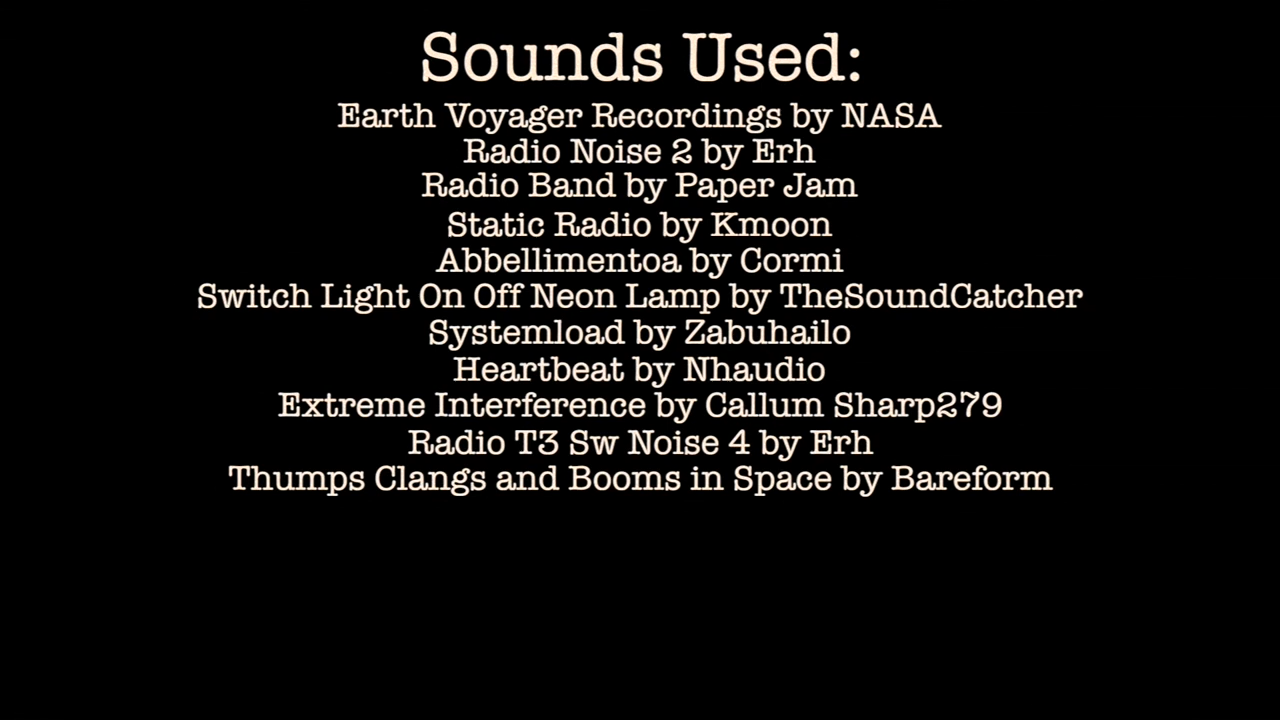 Sounds Used:
Earth Voyager Recordings by NASA
Radio Noise 2 by Erh
Radio Band by Paper Jam
Static Radio by Kmoon
Abbellimentoa by Cormi
Switch Light On Off Neon Lamp by TheSoundCatcher
Systemload by Zabuhailo
Heartbeat by Nhaudio
Extreme Interference by Callum Sharp279
Radio T3 Sw Noise 4 by Erh
Thumps Clangs and Booms in Space by Bareform